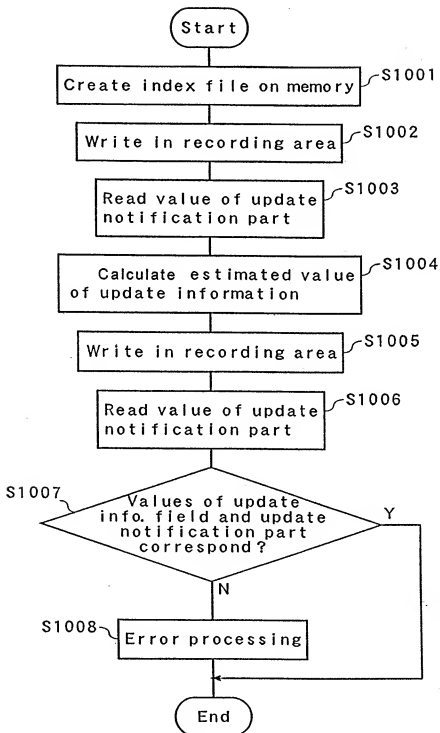 Start
Create index file on memory
S1001
Write in recording area
S1002
Read value of update
notification part
S1003
Calculate estimated value
of update information
S1004
Write in recording area
S1005
Read value of update
notification part
S1006
S1007
Values of update
info. field and update
notification part
correspond?
Y
N
S1008
Error processing
End